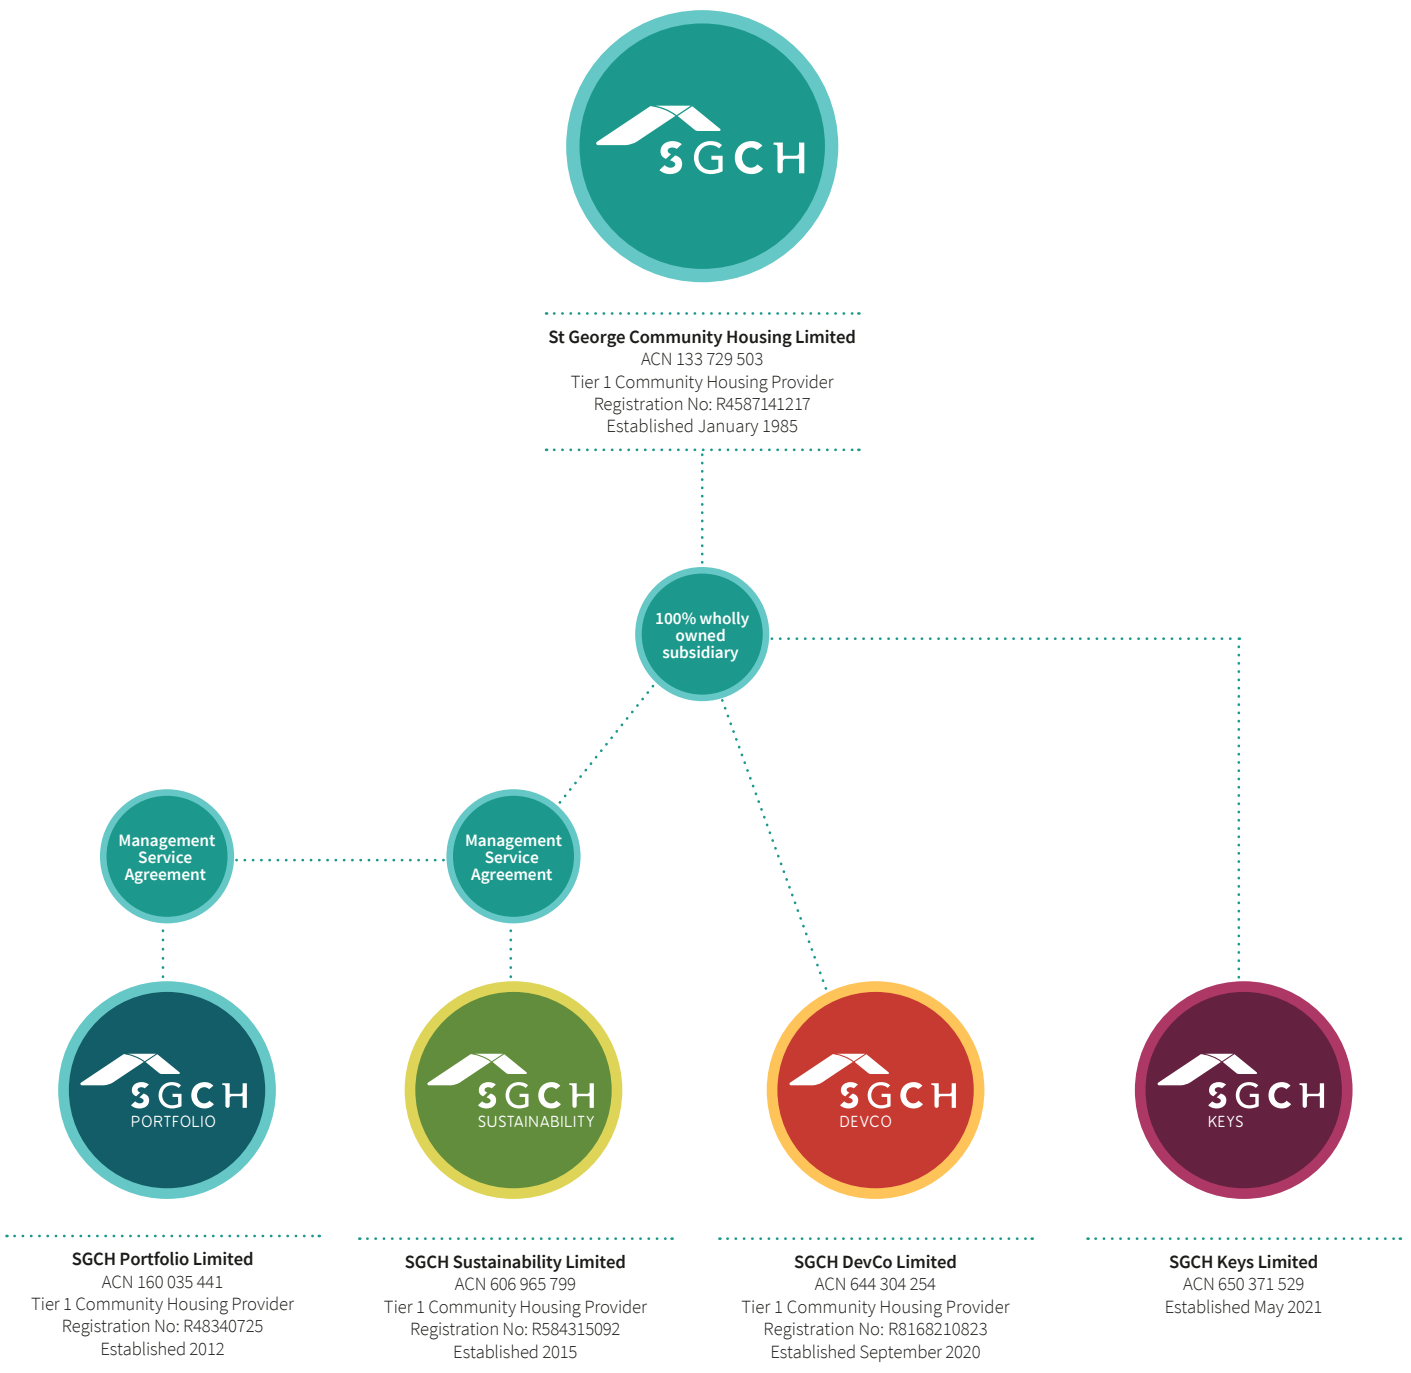 SGCH
St George Community Housing Limited
ACN 133 729 503
Tier 1 Community Housing Provider
Registration No: R4587141217
Established January 1985
100% wholly
owned
subsidiary
Management
Service
Agreement
Management
Service
Agreement
SGCH
PORTFOLIO
SGCH
SUSTAINABILITY
SGCH
DEVCO
SGCH
KEYS
SGCH Portfolio Limited
ACN 160 035 441
Tier 1 Community Housing Provider
Registration No: R48340725
Established 2012
SGCH Sustainability Limited
ACN 606 965 799
Tier 1 Community Housing Provider
Registration No: R584315092
Established 2015
SGCH DevCo Limited
ACN 644 304 254
Tier 1 Community Housing Provider
Registration No: R8168210823
Established September 2020
SGCH Keys Limited
ACN 650 371 529
Established May 2021